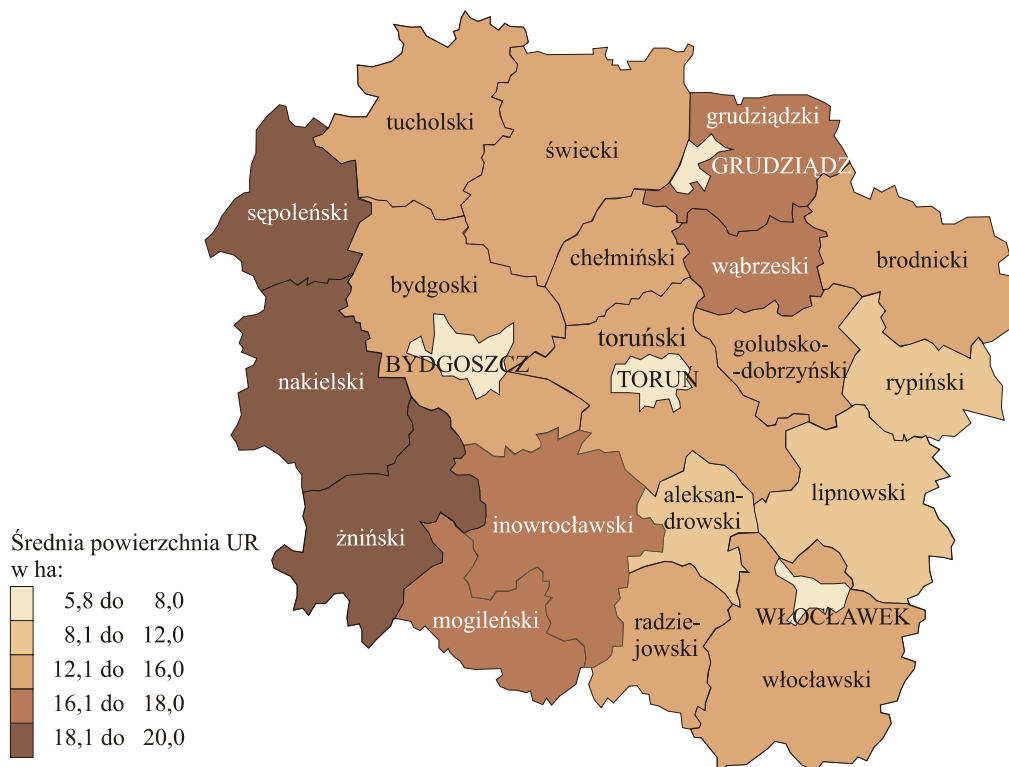 tucholski
świecki
grudziądzki
GRUDZIĄDZ
sępoleński
chełmiński
wąbrzeski
brodnicki
bydgoski
toruński
golubsko-
-dobrzyński
BYDGOSZCZ
TORUŃ
nakielski
rypiński
aleksan-
drowski
lipnowski
inowrocławski
żniński
mogileński
radzie-
jowski
WŁOCŁAWEK
włocławski
Średnia powierzchnia UR
w ha:
5,8 do 8,0
8,1 do 12,0
12,1 do 16,0
16,1 do 18,0
18,1 do 20,0